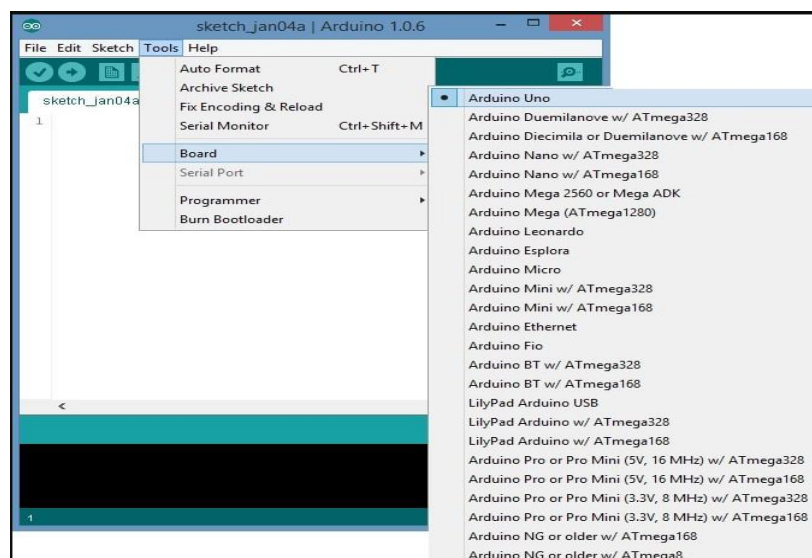 sketch_jan04a | Arduino 1.0.6
File Edit Sketch Tools Help
sketch_jan04a
1
Auto Format Ctrl+T
Archive Sketch
Fix Encoding & Reload
Serial Monitor Ctrl+Shift+M
Board
Serial Port
Programmer
Burn Bootloader
Arduino Uno
Arduino Duemilanove w/ ATmega328
Arduino Diecimila or Duemilanove w/ ATmega168
Arduino Nano w/ ATmega328
Arduino Nano w/ ATmega168
Arduino Mega 2560 or Mega ADK
Arduino Mega (ATmega1280)
Arduino Leonardo
Arduino Esplora
Arduino Micro
Arduino Mini w/ ATmega328
Arduino Mini w/ ATmega168
Arduino Ethernet
Arduino Fio
Arduino BT w/ ATmega328
Arduino BT w/ ATmega168
LilyPad Arduino USB
LilyPad Arduino w/ ATmega328
LilyPad Arduino w/ ATmega168
Arduino Pro or Pro Mini (5V, 16 MHz) w/ ATmega328
Arduino Pro or Pro Mini (5V, 16 MHz) w/ ATmega168
Arduino Pro or Pro Mini (3.3V, 8 MHz) w/ ATmega328
Arduino Pro or Pro Mini (3.3V, 8 MHz) w/ ATmega168
Arduino NG or older w/ ATmega168
Arduino NG or older w/ ATmega8
1